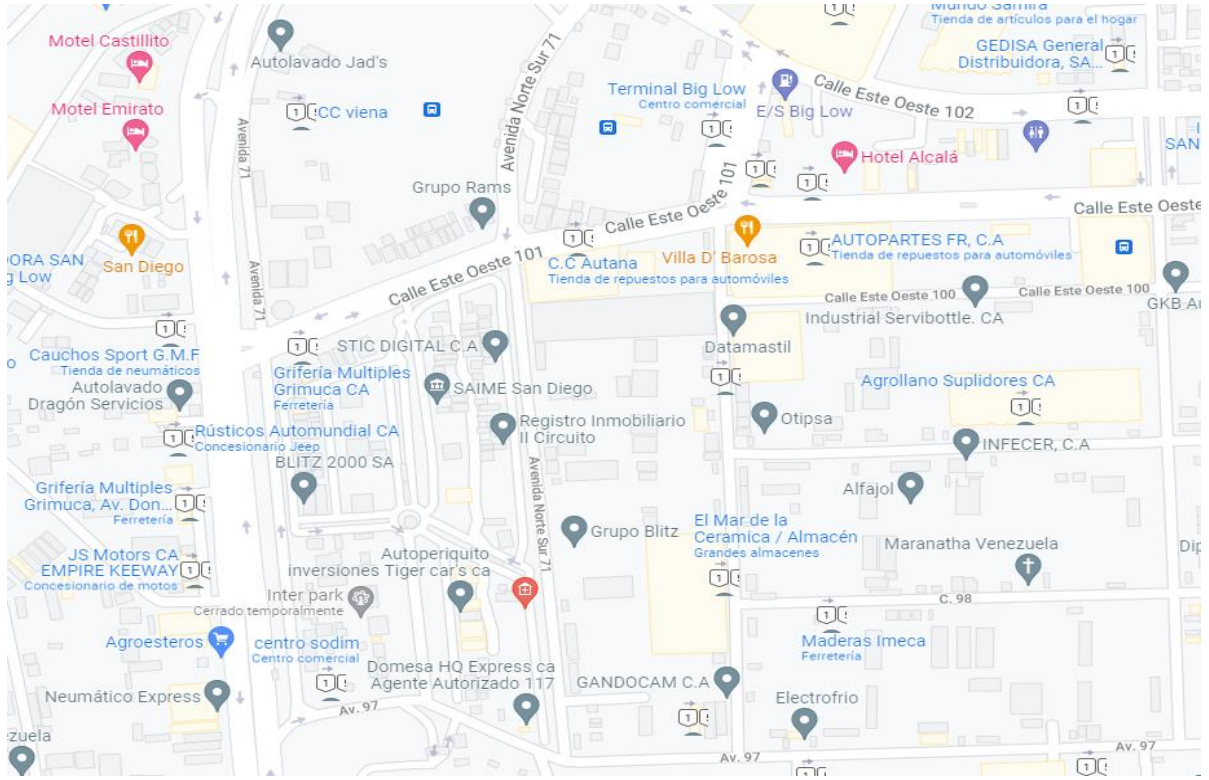 Mundo Samira
Tienda de artículos para el hogar
Motel Castillito
Autolavado Jad's
GEDISA General
Distribuidora, SA...
Terminal Big Low
Centro comercial
E/S Big Low
Calle Este Oeste 102
Motel Emirato
CC viena
Avenida Norte Sur 71
Avenida 71
SAN
Hotel Alcalá
Grupo Rams
Calle Este Oeste 101
Calle Este Oeste 101
Calle Este Oeste
San Diego
C.C Autana
Tienda de repuestos para automóviles
Villa D' Barosa
AUTOPARTES FR, C.A
Tienda de repuestos para automóviles
Avenida 71
Calle Este Oeste 101
Calle Este Oeste 100
Calle Este Oeste 100
GKB
Industrial Servibottle. CA
STIC DIGITAL C.A
Datamastil
Cauchos Sport G.M.F
Tienda de neumáticos
Grifería Multiples
Grimuca CA
Ferretería
SAIME San Diego
Agrollano Suplidores CA
Autolavado
Dragón Servicios
Otipsa
Registro Inmobiliario
II Circuito
Rústicos Automundial CA
Concesionario Jeep
INFECER, C.A
BLITZ 2000 SA
Avenida Norte Sur 71
Grifería Multiples
Grimuca, Av. Don...
Ferretería
Alfajol
Grupo Blitz
El Mar de la
Ceramica / Almacén
Grandes almacenes
Maranatha Venezuela
JS Motors CA
EMPIRE KEEWAY
Concesionario de motos
Autoperiquito
inversiones Tiger car's ca
Inter park
Cerrado temporalmente
C. 98
Agroesteros
centro sodim
Centro comercial
Maderas Imeca
Ferretería
Domesa HQ Express ca
Agente Autorizado 117
GANDOCAM C.A
Neumático Express
Electrofrio
Av. 97
Av. 97
Av. 97